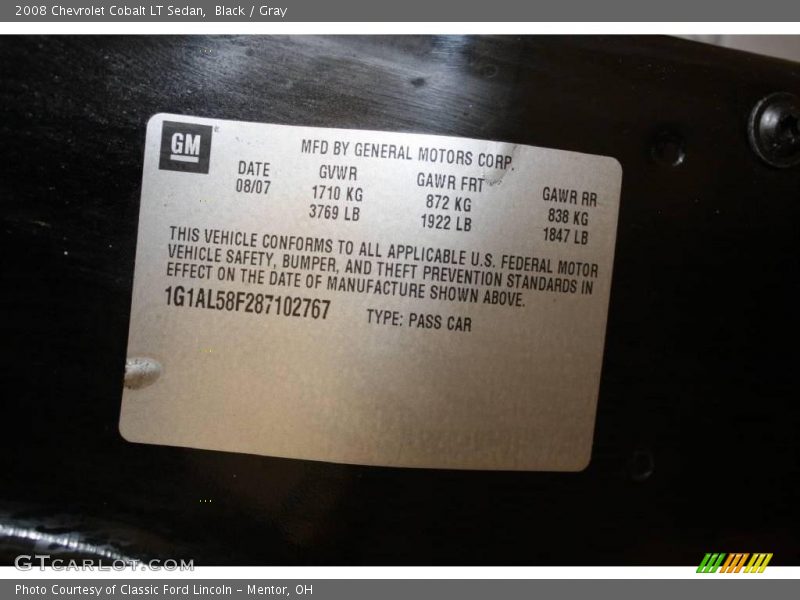 2008 Chevrolet Cobalt LT Sedan, Black / Gray
GM
MFD BY GENERAL MOTORS CORP.
DATE GVWR GAWR FRT GAWR RR
08/07 1710 KG 872 KG 838 KG
3769 LB 1922 LB 1847 LB
THIS VEHICLE CONFORMS TO ALL APPLICABLE U.S. FEDERAL MOTOR
VEHICLE SAFETY, BUMPER, AND THEFT PREVENTION STANDARDS IN
EFFECT ON THE DATE OF MANUFACTURE SHOWN ABOVE.
1G1AL58F287102767 TYPE: PASS CAR
GTcarlot.com
Photo Courtesy of Classic Ford Lincoln - Mentor, OH